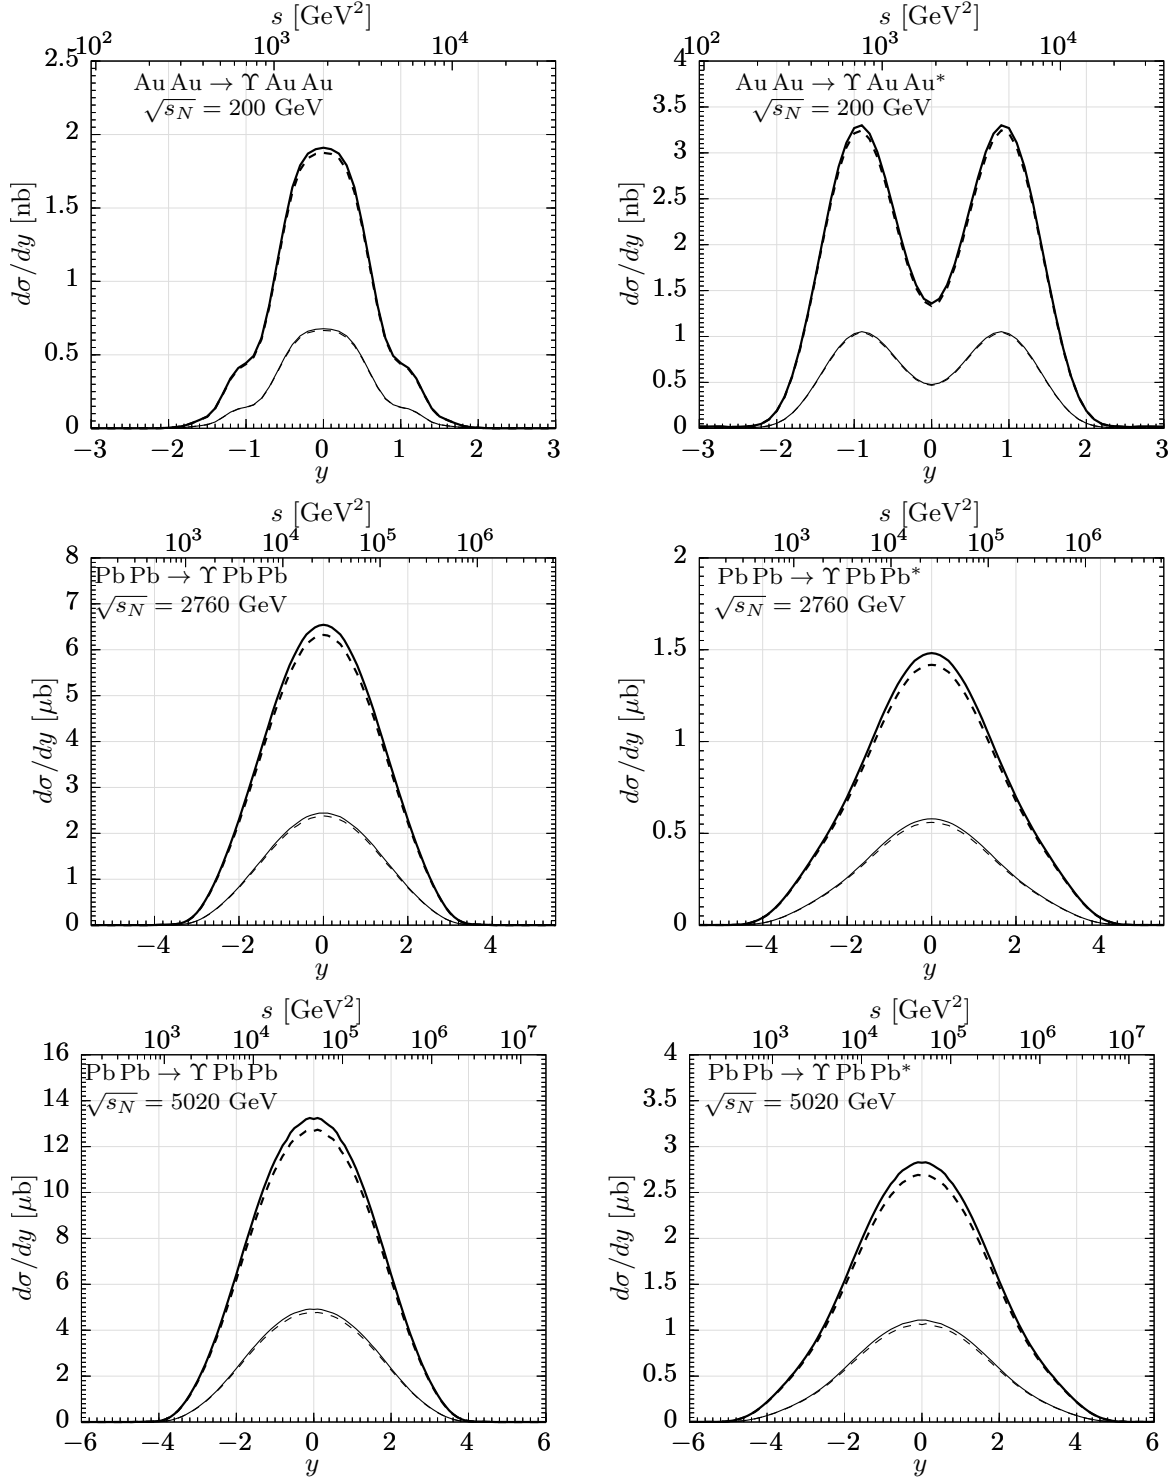 s [GeV²]
10² 10³ 10⁴
Au Au → ϒ Au Au
√s_N = 200 GeV
dσ/dy [nb]
2.5
2
1.5
1
0.5
0
−3 −2 −1 0 1 2 3
y
s [GeV²]
10² 10³ 10⁴
Au Au → ϒ Au Au*
√s_N = 200 GeV
dσ/dy [nb]
4
3.5
3
2.5
2
1.5
1
0.5
0
−3 −2 −1 0 1 2 3
y
s [GeV²]
10³ 10⁴ 10⁵ 10⁶
Pb Pb → ϒ Pb Pb
√s_N = 2760 GeV
dσ/dy [μb]
8
7
6
5
4
3
2
1
0
−4 −2 0 2 4
y
s [GeV²]
10³ 10⁴ 10⁵ 10⁶
Pb Pb → ϒ Pb Pb*
√s_N = 2760 GeV
dσ/dy [μb]
2
1.5
1
0.5
0
−4 −2 0 2 4
y
s [GeV²]
10³ 10⁴ 10⁵ 10⁶ 10⁷
Pb Pb → ϒ Pb Pb
√s_N = 5020 GeV
dσ/dy [μb]
16
14
12
10
8
6
4
2
0
−6 −4 −2 0 2 4 6
y
s [GeV²]
10³ 10⁴ 10⁵ 10⁶ 10⁷
Pb Pb → ϒ Pb Pb*
√s_N = 5020 GeV
dσ/dy [μb]
4
3.5
3
2.5
2
1.5
1
0.5
0
−6 −4 −2 0 2 4 6
y